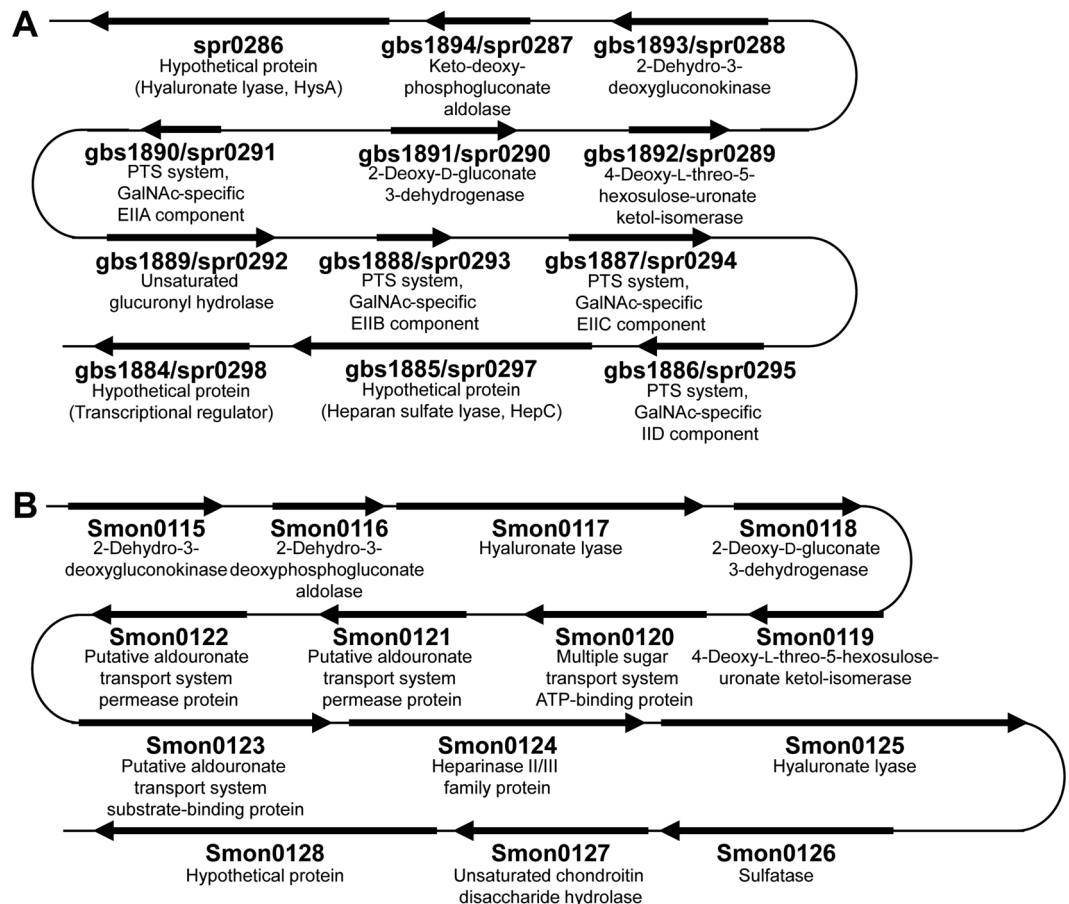 A
spr0286
Hypothetical protein
(Hyaluronate lyase, HysA)
gbs1894/spr0287
Keto-deoxy-
phosphogluconate
aldolase
gbs1893/spr0288
2-Dehydro-3-
deoxygluconokinase
gbs1890/spr0291
PTS system,
GalNAc-specific
EIIA component
gbs1891/spr0290
2-Deoxy-D-gluconate
3-dehydrogenase
gbs1892/spr0289
4-Deoxy-L-threo-5-
hexosulose-uronate
ketol-isomerase
gbs1889/spr0292
Unsaturated
glucuronyl hydrolase
gbs1888/spr0293
PTS system,
GalNAc-specific
EIIB component
gbs1887/spr0294
PTS system,
GalNAc-specific
EIIC component
gbs1884/spr0298
Hypothetical protein
(Transcriptional regulator)
gbs1885/spr0297
Hypothetical protein
(Heparan sulfate lyase, HepC)
gbs1886/spr0295
PTS system,
GalNAc-specific
IID component
B
Smon0115
2-Dehydro-3-
deoxygluconokinase
Smon0116
2-Dehydro-3-
deoxyphosphogluconate
aldolase
Smon0117
Hyaluronate lyase
Smon0118
2-Deoxy-D-gluconate
3-dehydrogenase
Smon0122
Putative aldouronate
transport system
permease protein
Smon0121
Putative aldouronate
transport system
permease protein
Smon0120
Multiple sugar
transport system
ATP-binding protein
Smon0119
4-Deoxy-L-threo-5-hexosulose-
uronate ketol-isomerase
Smon0123
Putative aldouronate
transport system
substrate-binding protein
Smon0124
Heparinase II/III
family protein
Smon0125
Hyaluronate lyase
Smon0128
Hypothetical protein
Smon0127
Unsaturated chondroitin
disaccharide hydrolase
Smon0126
Sulfatase